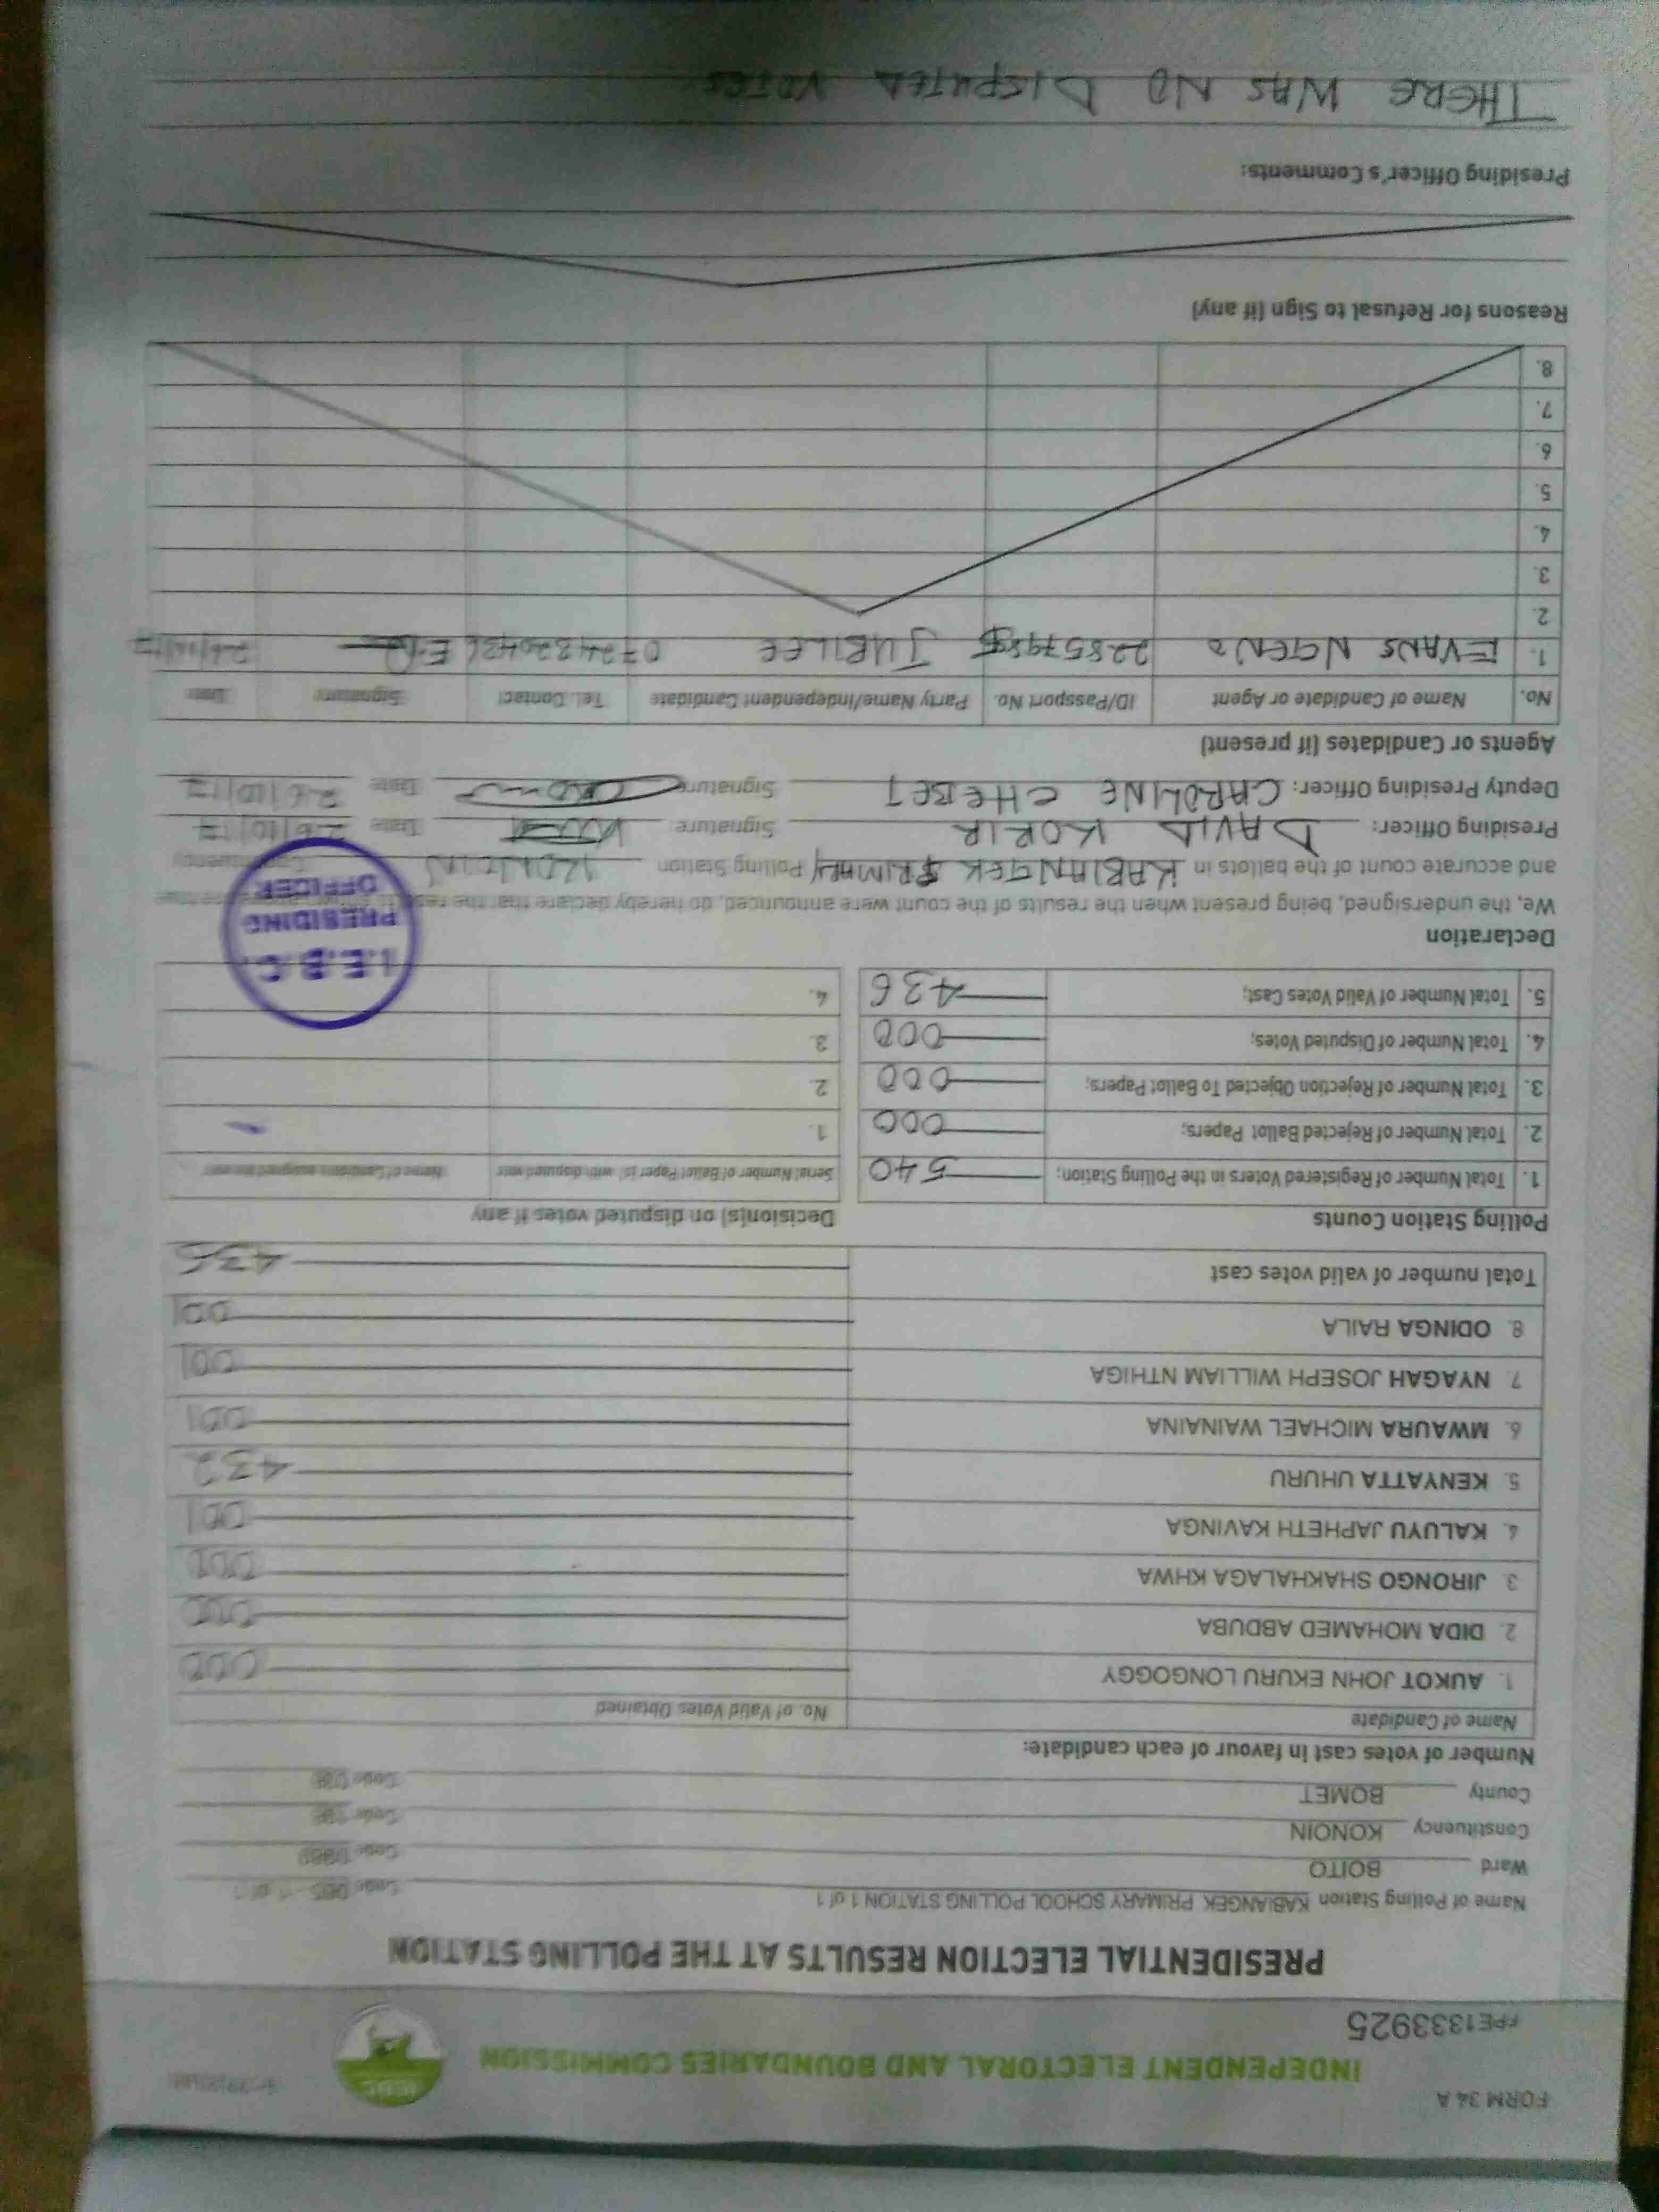 FORM 34 A
INDEPENDENT ELECTORAL AND BOUNDARIES COMMISSION
IEBC
FPE1333925
PRESIDENTIAL ELECTION RESULTS AT THE POLLING STATION
Name of Polling Station KABIANGEK PRIMARY SCHOOL POLLING STATION 1 of 1 Code
Ward BOITO Code
Constituency KONOIN Code
County BOMET Code
Number of votes cast in favour of each candidate:
Name of Candidate No. of Valid Votes Obtained
1. AUKOT JOHN EKURU LONGOGGY 000
2. DIDA MOHAMED ABDUBA 000
3 JIRONGO SHAKHALAGA KHWA
4. KALUYU JAPHETH KAVINGA 001
5. KENYATTA UHURU 432
6. MWAURA MICHAEL WAINAINA 001
7. NYAGAH JOSEPH WILLIAM NTHIGA 001
8. ODINGA RAILA 001
Total number of valid votes cast 436
Polling Station Counts Decision(s) on disputed votes if any
1. Total Number of Registered Voters in the Polling Station; 540
2. Total Number of Rejected Ballot Papers; 000
3. Total Number of Rejection Objected To Ballot Papers; 000
4. Total Number of Disputed Votes; 000
5. Total Number of Valid Votes Cast; 436
Serial Number of Ballot Paper (s) with disputed vote Name of Candidate assigned the vote
1.
2.
3.
4.
I.E.B.C.
PRESIDING
OFFICER
Declaration
We, the undersigned, being present when the results of the count were announced, do hereby declare that the results
and accurate count of the ballots in KABIANGEK PRIMARY Polling Station KONOIN Constituency
Presiding Officer: DAVID KORIR Signature Date 26/10/17
Deputy Presiding Officer: CAROLINE CHEBET Signature Date 26/10/17
Agents or Candidates (if present)
No. Name of Candidate or Agent ID/Passport No. Party Name/Independent Candidate Tel. Contact Signature Date
1. EVANS NGENO JUBILEE 26/10/17
2.
3.
4.
5.
6.
7.
8.
Reasons for Refusal to Sign (if any)
Presiding Officer's Comments:
THERE WAS NO DISPUTED VOTES